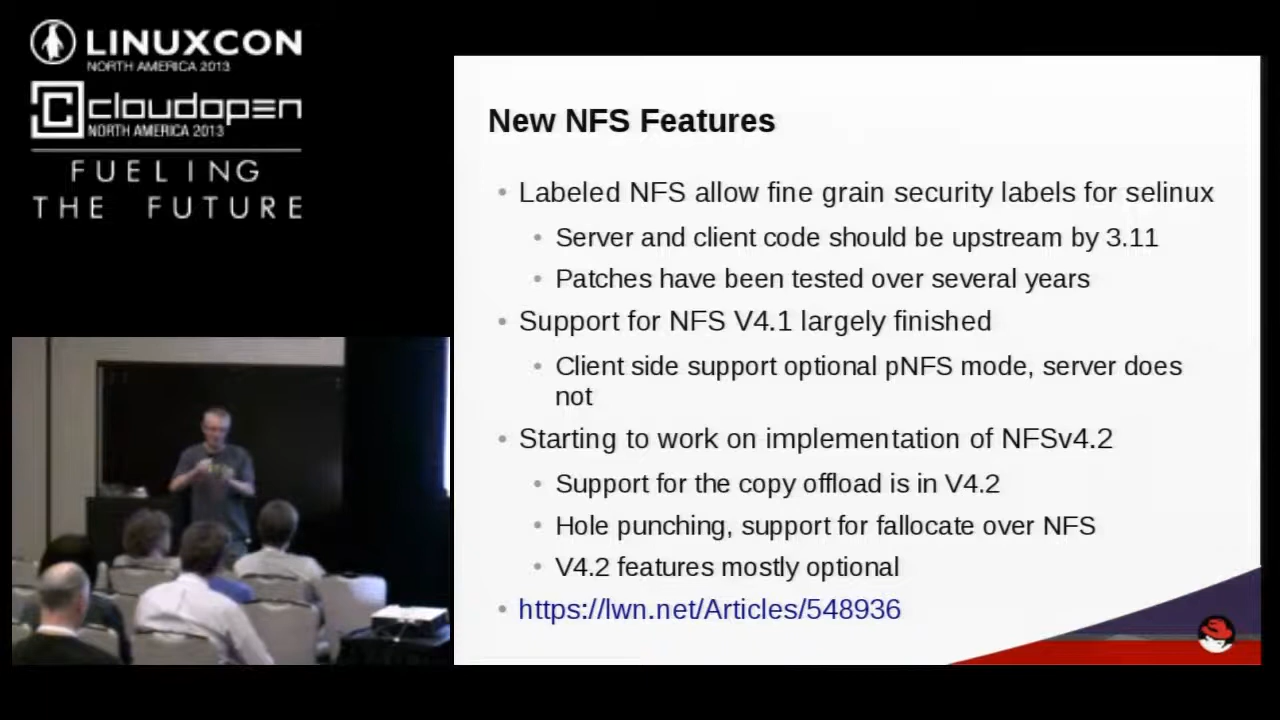 LINUXCON
NORTH AMERICA 2013
cloudopen
NORTH AMERICA 2013
FUELING
THE FUTURE
New NFS Features
Labeled NFS allow fine grain security labels for selinux
Server and client code should be upstream by 3.11
Patches have been tested over several years
Support for NFS V4.1 largely finished
Client side support optional pNFS mode, server does
not
Starting to work on implementation of NFSv4.2
Support for the copy offload is in V4.2
Hole punching, support for fallocate over NFS
V4.2 features mostly optional
https://lwn.net/Articles/548936